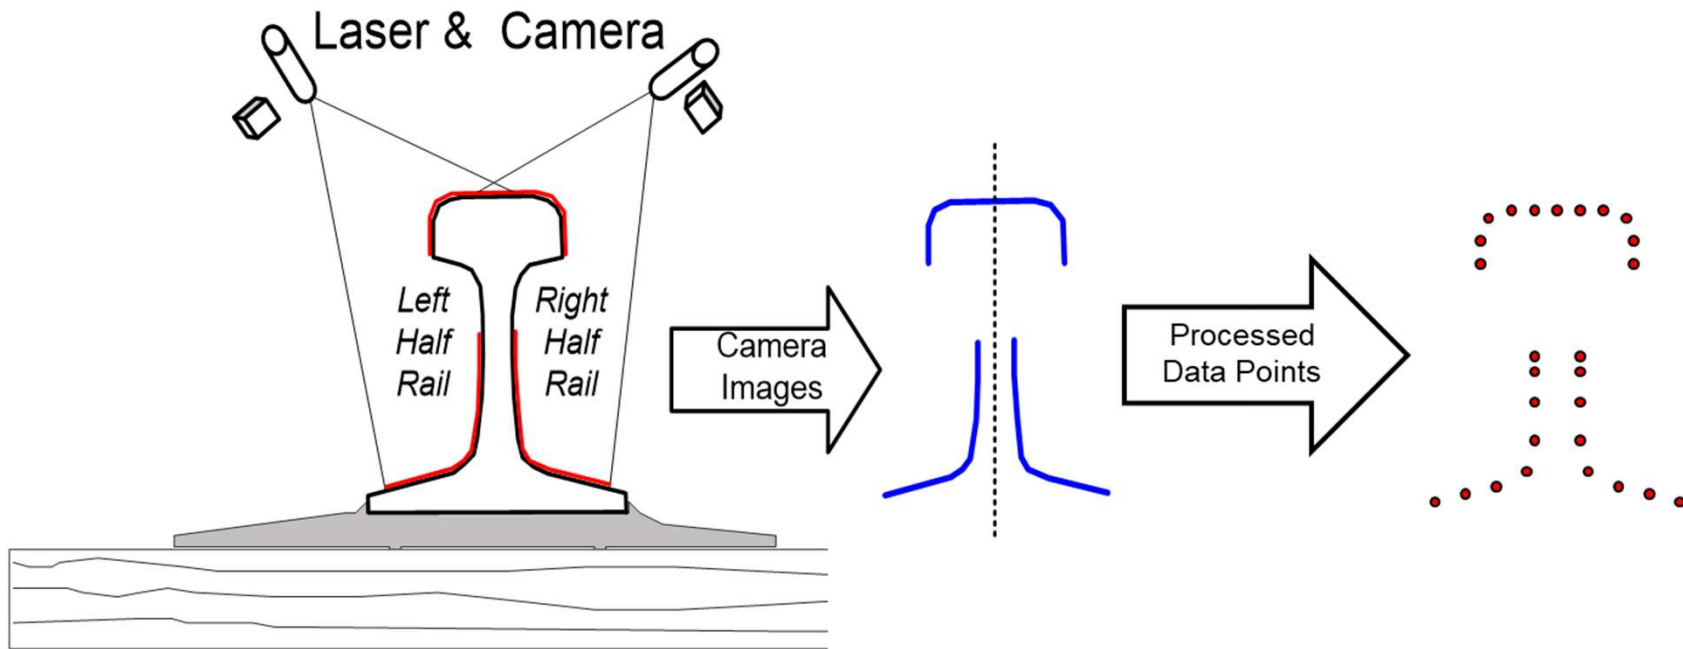 Laser & Camera
Left
Half
Rail
Right
Half
Rail
Camera
Images
Processed
Data Points